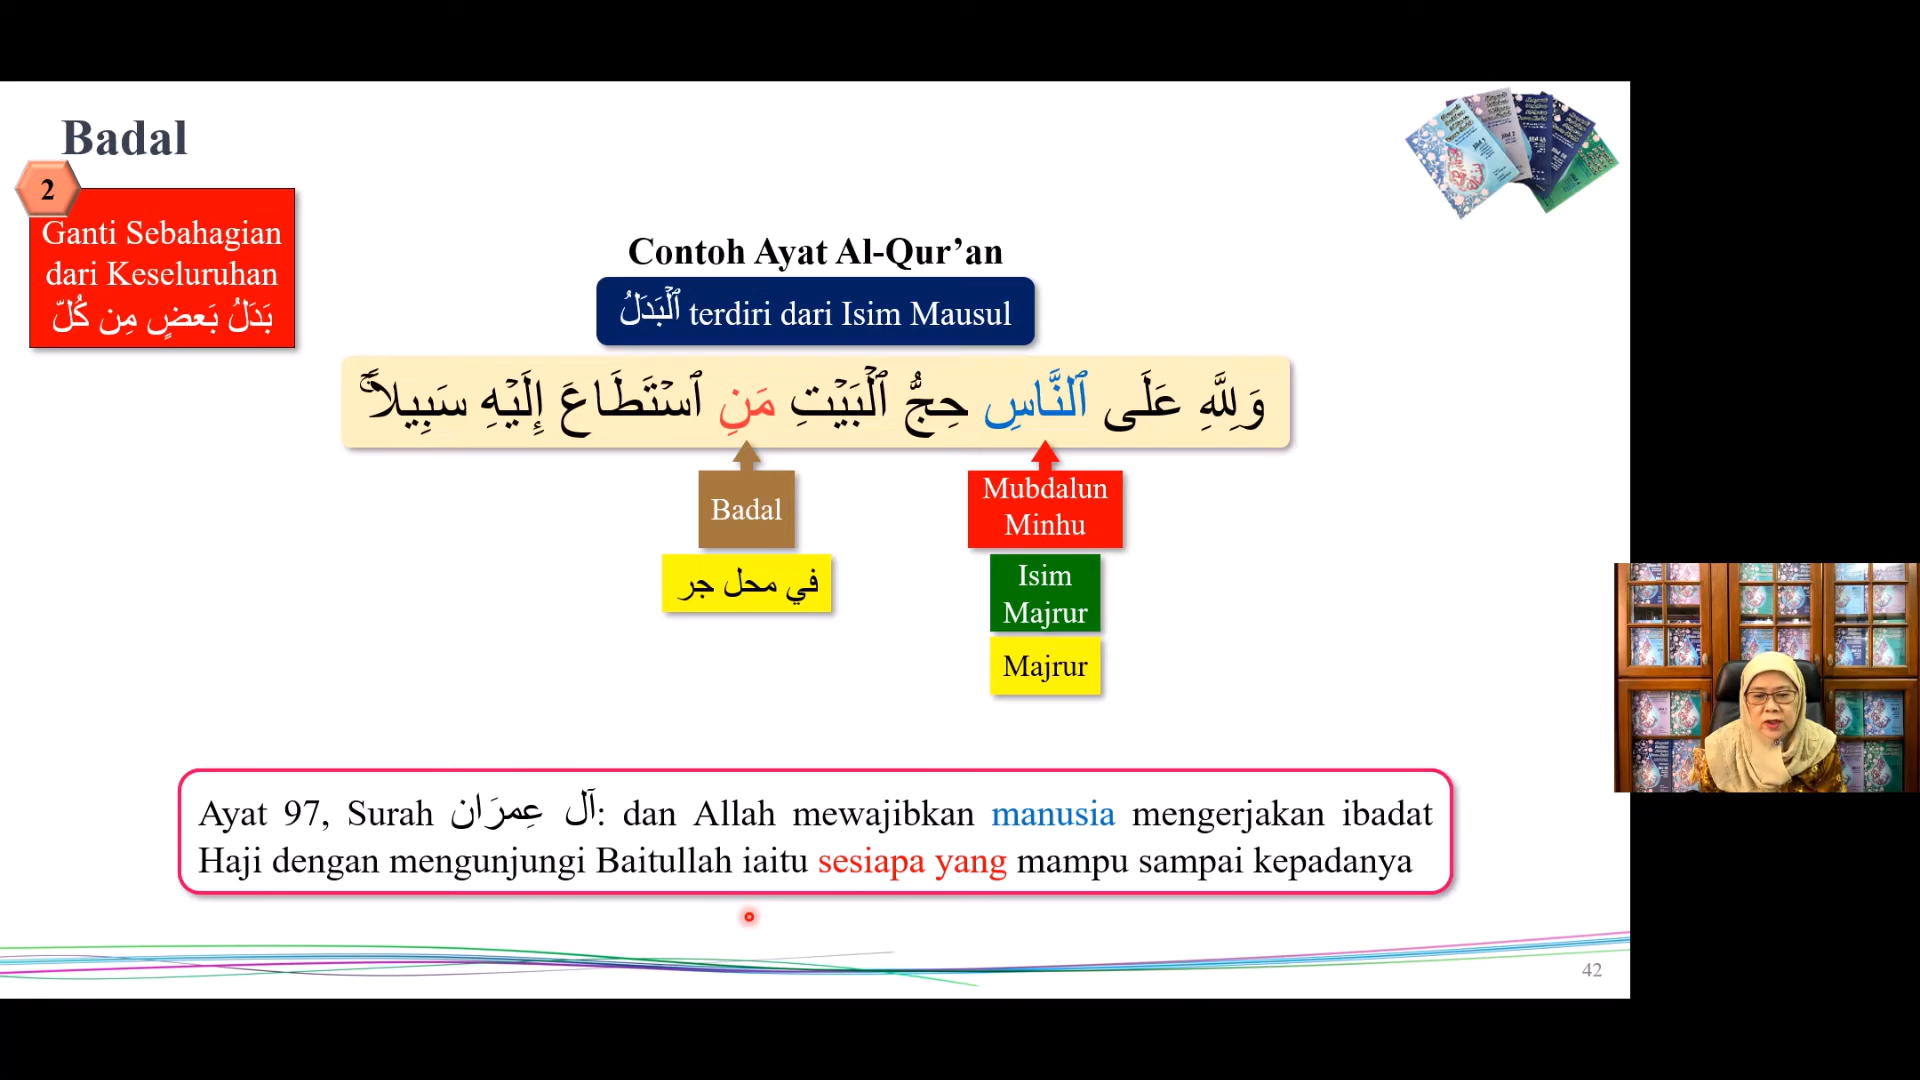 Badal
2
Ganti Sebahagian
dari Keseluruhan
بَدَلُ بَعضٍ مِن كُلّ
Contoh Ayat Al-Qur’an
ٱلْبَدَلُ terdiri dari Isim Mausul
وَلِلَّهِ عَلَى ٱلنَّاسِ حِجُّ ٱلْبَيْتِ مَنِ ٱسْتَطَاعَ إِلَيْهِ سَبِيلاًۚ
Badal
في محل جر
Mubdalun
Minhu
Isim
Majrur
Majrur
Ayat 97, Surah آل عِمرَان: dan Allah mewajibkan manusia mengerjakan ibadat
Haji dengan mengunjungi Baitullah iaitu sesiapa yang mampu sampai kepadanya
42